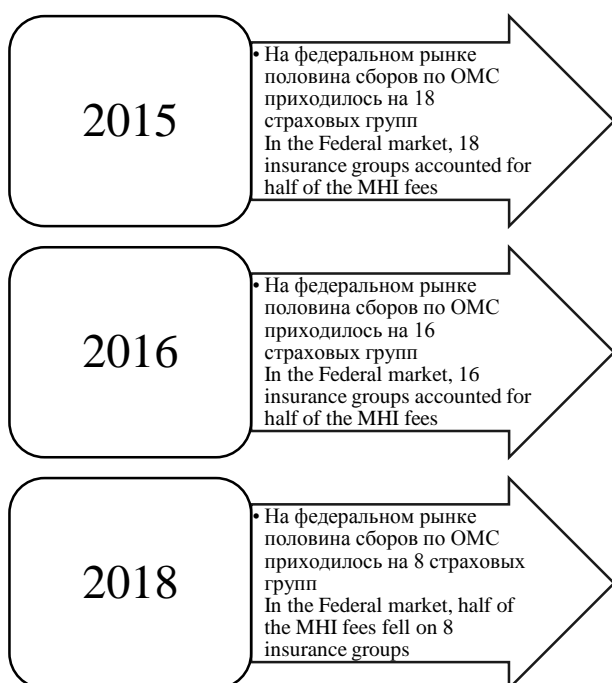 2015
• На федеральном рынке
половина сборов по ОМС
приходилось на 18
страховых групп
In the Federal market, 18
insurance groups accounted for
half of the MHI fees
2016
• На федеральном рынке
половина сборов по ОМС
приходилось на 16
страховых групп
In the Federal market, 16
insurance groups accounted for
half of the MHI fees
2018
• На федеральном рынке
половина сборов по ОМС
приходилось на 8 страховых
групп
In the Federal market, half of
the MHI fees fell on 8
insurance groups